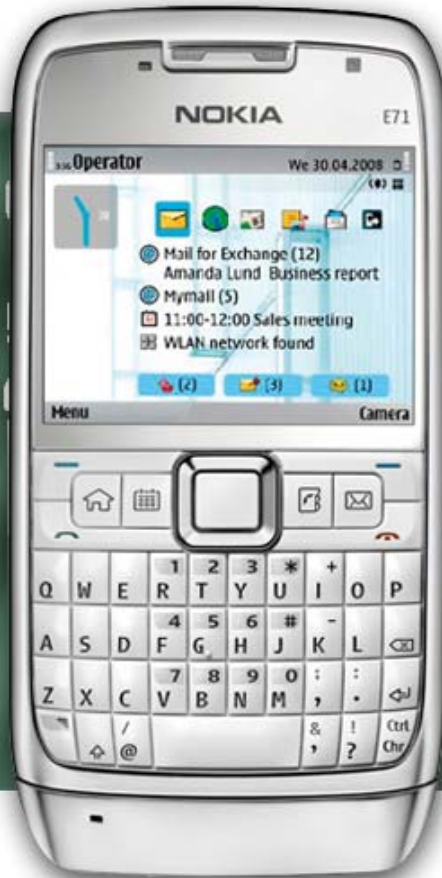 NOKIA E71
3.5G Operator We 30.04.2008
Mail for Exchange (12)
Amanda Lund Business report
Mymail (5)
11:00-12:00 Sales meeting
WLAN network found
(2) (3) (1)
Menu Camera
1 2 3 * +
Q W E R T Y U I O P
4 5 6 # -
A S D F G H J K L
7 8 9 0 ; :
Z X C V B N M , .
/ & ! Ctrl
@ ' ? Chr